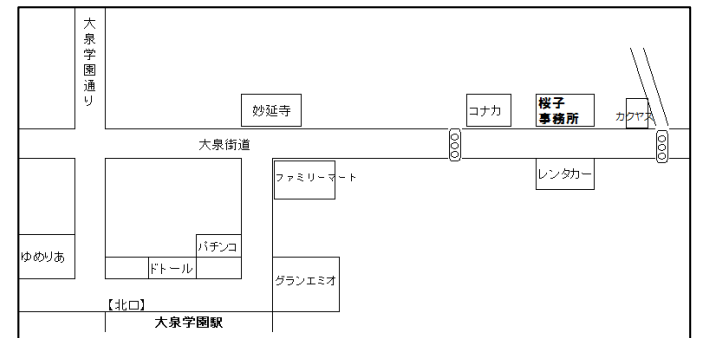 大泉学園通り
妙延寺
コナカ
桜子
事務所
カクヤス
大泉街道
ファミリーマート
レンタカー
パチンコ
ゆめりあ
ドトール
グランエミオ
【北口】
大泉学園駅